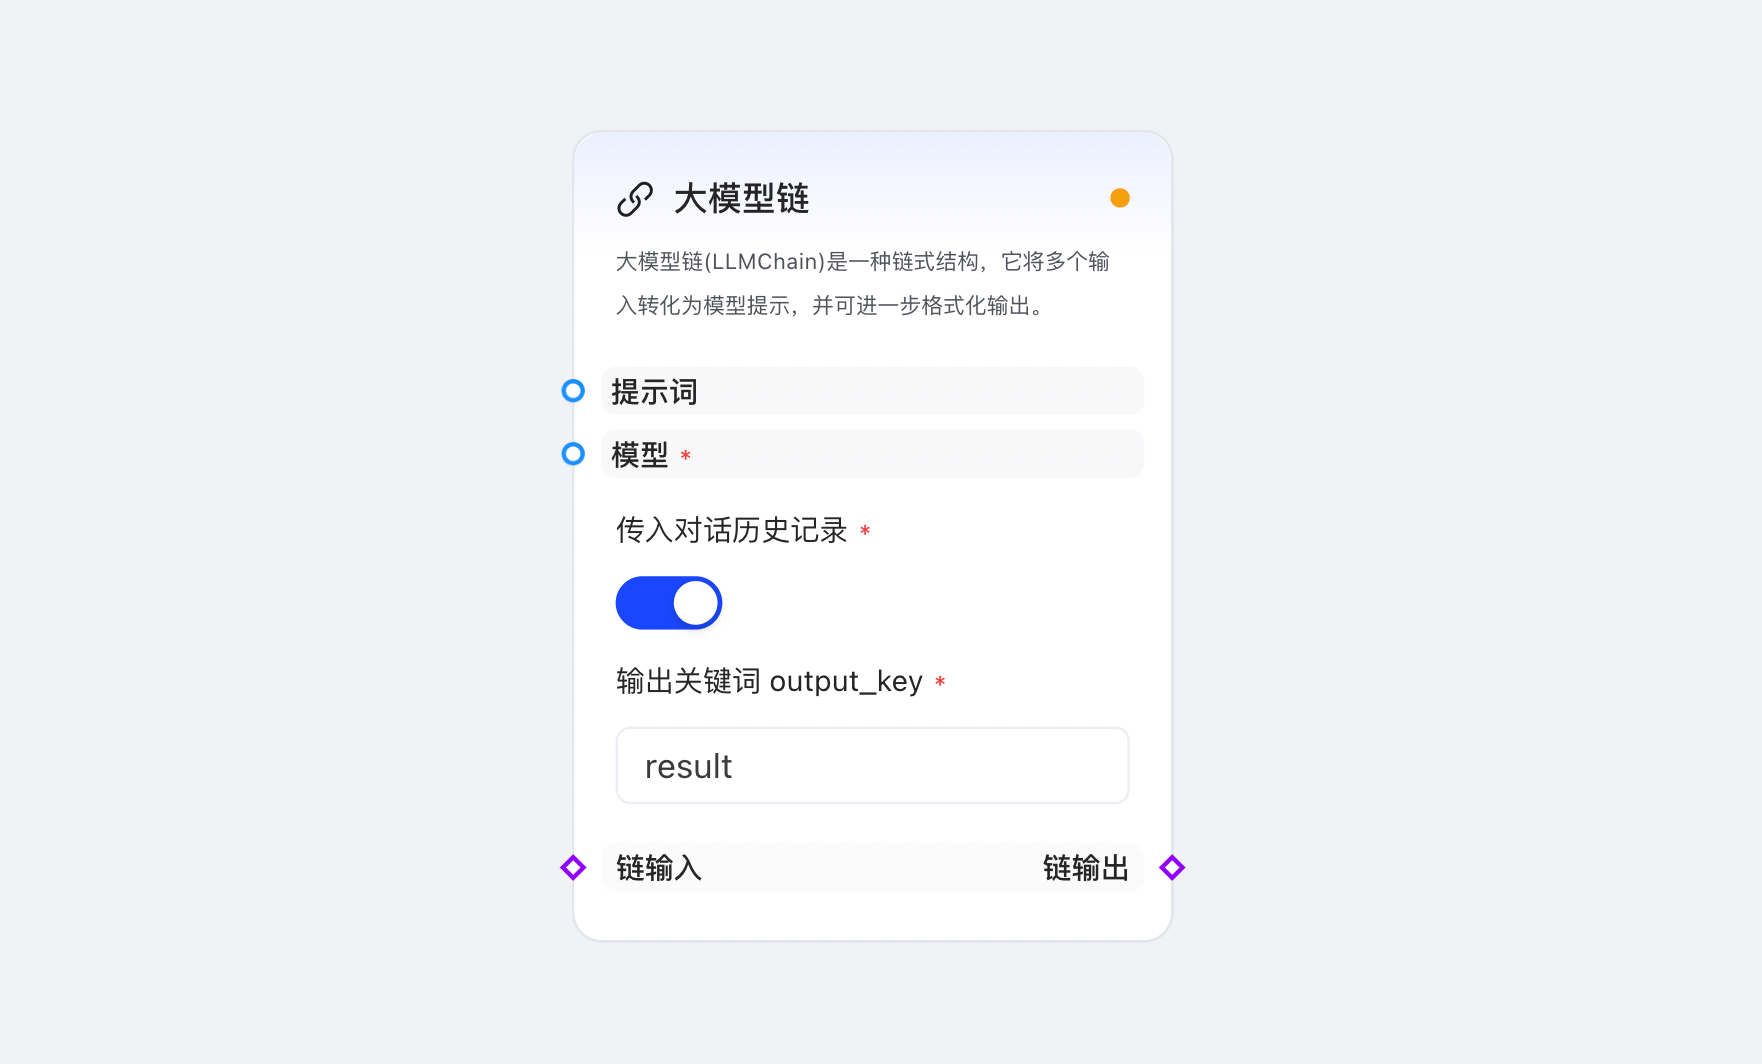 大模型链
大模型链(LLMChain)是一种链式结构，它将多个输
入转化为模型提示，并可进一步格式化输出。
提示词
模型 *
传入对话历史记录 *
输出关键词 output_key *
result
链输入 链输出